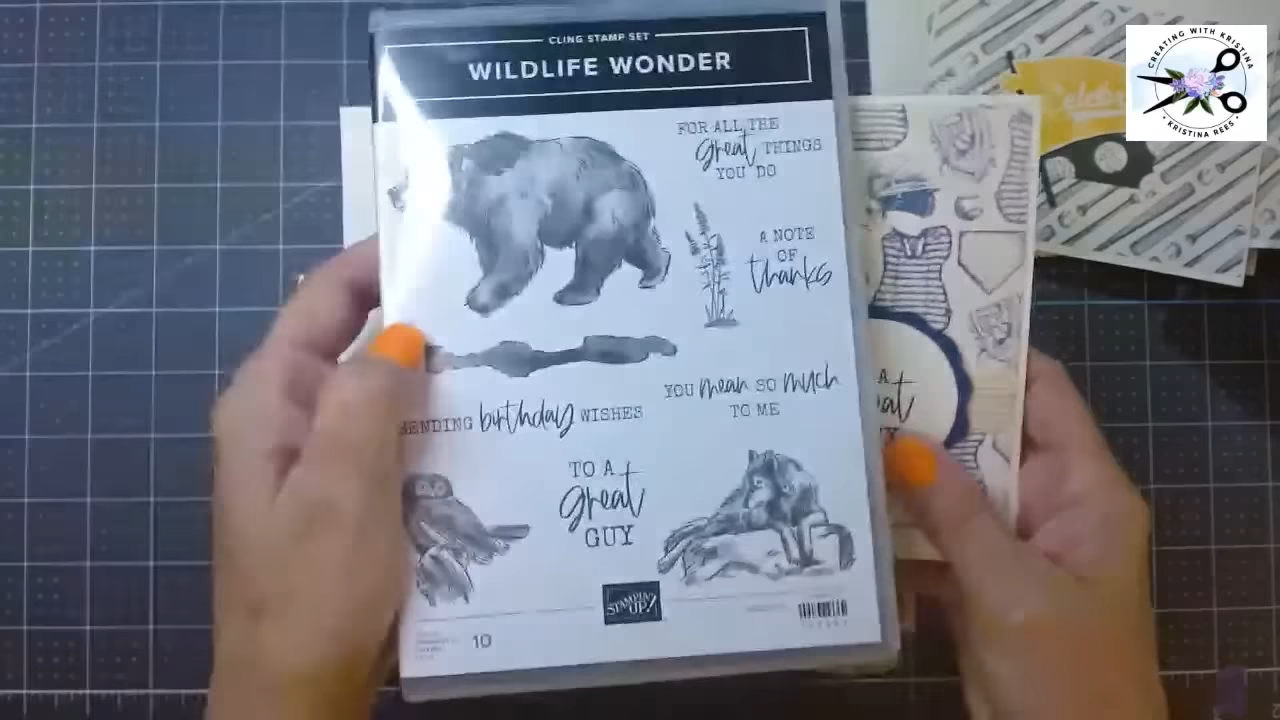 CLING STAMP SET
WILDLIFE WONDER
FOR ALL THE
great THINGS
YOU DO
A NOTE
OF
thanks
YOU mean SO much
TO ME
SENDING birthday WISHES
TO A
great
GUY
STAMPIN'
UP!
10
A
CREATING WITH KRISTINA
KRISTINA REES